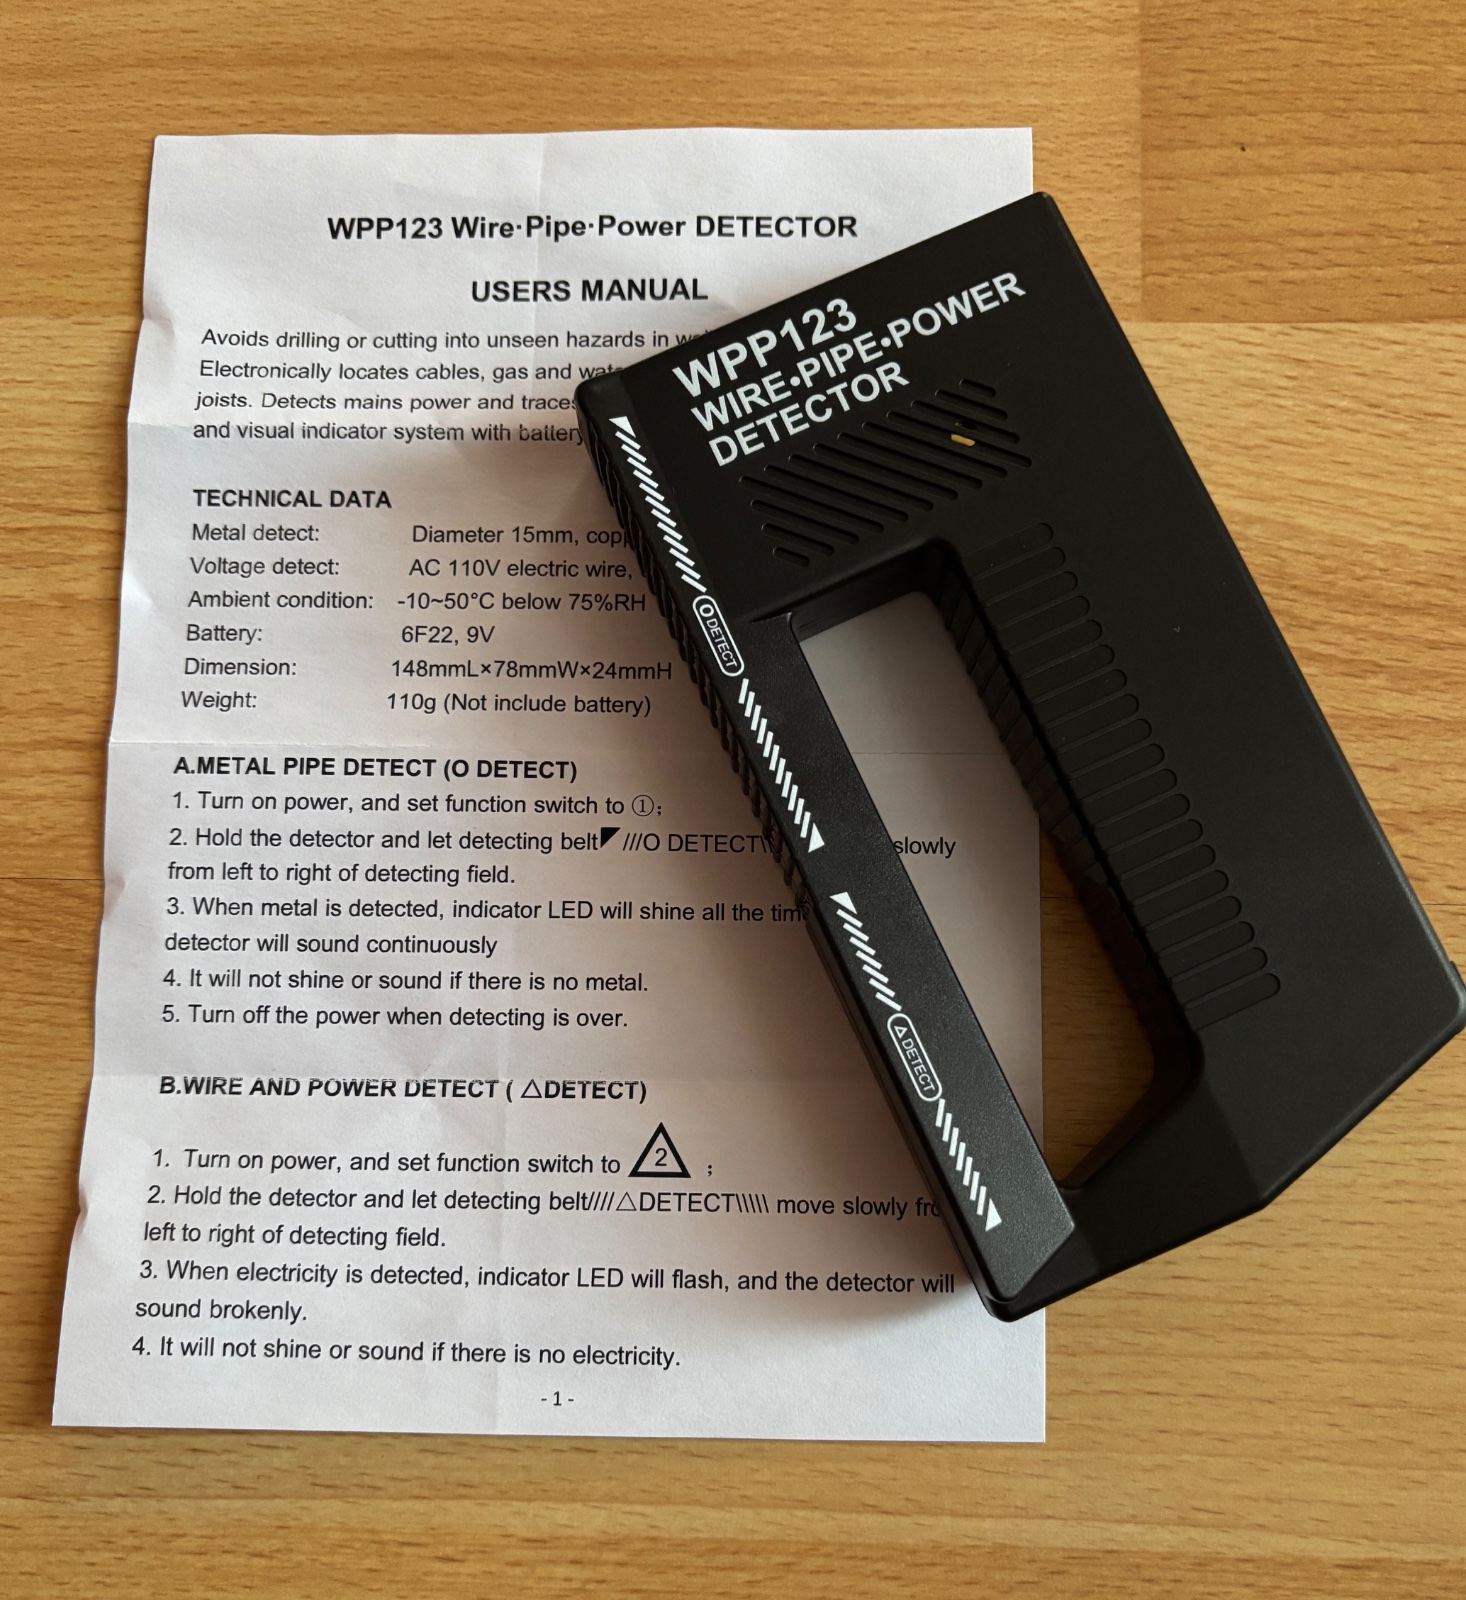 WPP123 Wire·Pipe·Power DETECTOR
USERS MANUAL
Avoids drilling or cutting into unseen hazards in
Electronically locates cables, gas and
joists. Detects mains power and
and visual indicator system with
TECHNICAL DATA
Metal detect: Diameter 15mm,
Voltage detect: AC 110V electric wire,
Ambient condition: -10~50°C below 75%RH
Battery: 6F22, 9V
Dimension: 148mmL×78mmW×24mmH
Weight: 110g (Not include battery)
A.METAL PIPE DETECT (O DETECT)
1. Turn on power, and set function switch to ①;
2. Hold the detector and let detecting belt◤///O DETECT\ slowly
from left to right of detecting field.
3. When metal is detected, indicator LED will shine all the
detector will sound continuously
4. It will not shine or sound if there is no metal.
5. Turn off the power when detecting is over.
B.WIRE AND POWER DETECT ( △DETECT)
1. Turn on power, and set function switch to 2 ;
2. Hold the detector and let detecting belt////△DETECT\\\\\ move slowly
left to right of detecting field.
3. When electricity is detected, indicator LED will flash, and the detector will
sound brokenly.
4. It will not shine or sound if there is no electricity.
- 1 -
WPP123
WIRE•PIPE•POWER
DETECTOR
O DETECT
△ DETECT